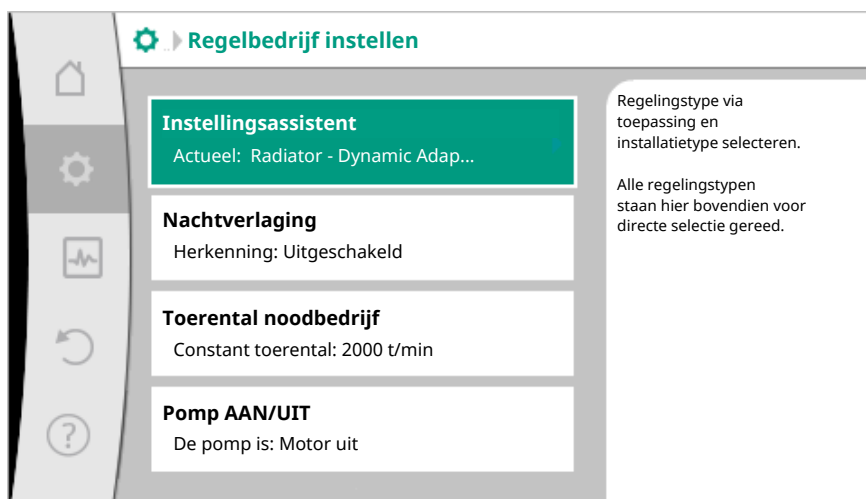 Regelbedrijf instellen
Instellingsassistent
Actueel: Radiator - Dynamic Adap...
Nachtverlaging
Herkenning: Uitgeschakeld
Toerental noodbedrijf
Constant toerental: 2000 t/min
Pomp AAN/UIT
De pomp is: Motor uit
Regelingstype via
toepassing en
installatietype selecteren.
Alle regelingstypen
staan hier bovendien voor
directe selectie gereed.
?